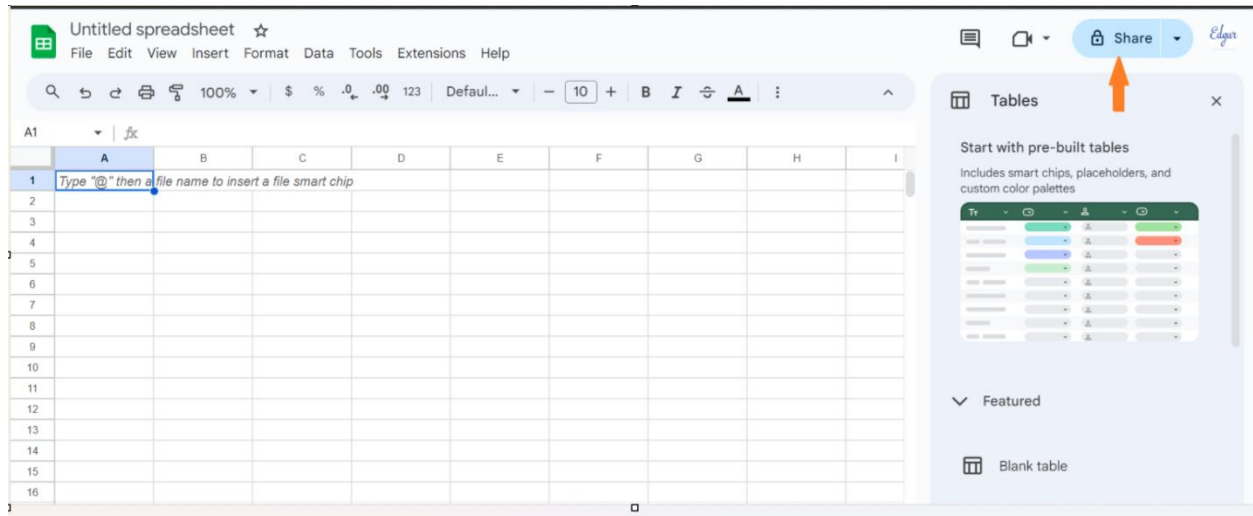 Untitled spreadsheet
File Edit View Insert Format Data Tools Extensions Help
Share
Edgar
100% $ % .0 .00 123 Defaul... - 10 + B I S A
Tables
A1 fx
A B C D E F G H I
1 Type "@" then a file name to insert a file smart chip
2
3
4
5
6
7
8
9
10
11
12
13
14
15
16
Start with pre-built tables
Includes smart chips, placeholders, and
custom color palettes
Tr
Featured
Blank table